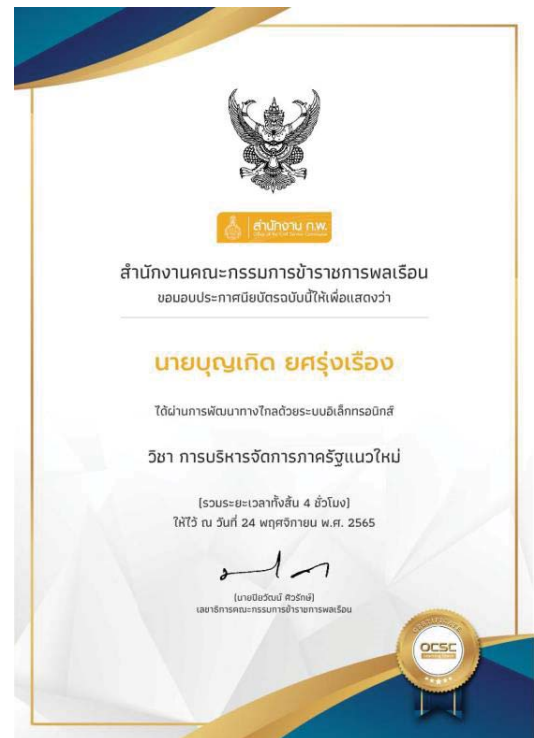 สำนักงาน ก.พ.
Office of the Civil Service Commission
สำนักงานคณะกรรมการข้าราชการพลเรือน
ขอมอบประกาศนียบัตรฉบับนี้ให้เพื่อแสดงว่า
นายบุญเกิด ยศรุ่งเรือง
ได้ผ่านการพัฒนาทางไกลด้วยระบบอิเล็กทรอนิกส์
วิชา การบริหารจัดการภาครัฐแนวใหม่
(รวมระยะเวลาทั้งสิ้น 4 ชั่วโมง)
ให้ไว้ ณ วันที่ 24 พฤศจิกายน พ.ศ. 2565
(นายปิยวัฒน์ ศิวรักษ์)
เลขาธิการคณะกรรมการข้าราชการพลเรือน
OCSC